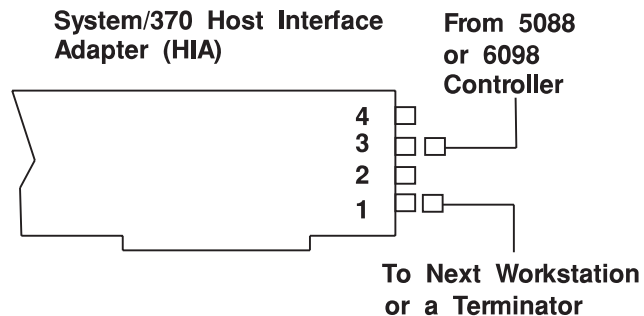 System/370 Host Interface
Adapter (HIA)
From 5088
or 6098
Controller
4
3
2
1
To Next Workstation
or a Terminator